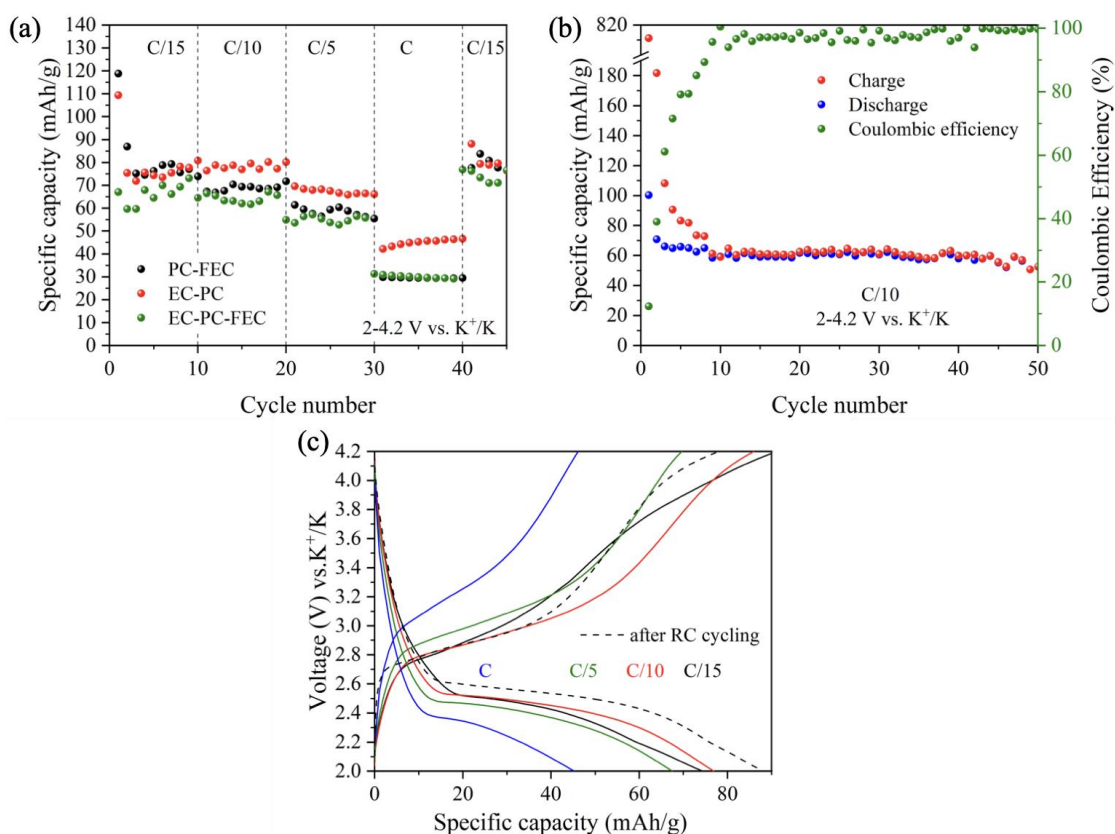 (a)
C/15 C/10 C/5 C C/15
140
130
120
110
100
90
80
70
60
50
40
30
20
10
0
Specific capacity (mAh/g)
PC-FEC
EC-PC
EC-PC-FEC
2-4.2 V vs. K⁺/K
0 10 20 30 40
Cycle number
(b)
820
180
160
140
120
100
80
60
40
20
0
Specific capacity (mAh/g)
Charge
Discharge
Coulombic efficiency
C/10
2-4.2 V vs. K⁺/K
100
80
60
40
20
0
Coulombic Efficiency (%)
0 10 20 30 40 50
Cycle number
(c)
4.2
4.0
3.6
3.2
3.0
2.8
2.6
2.4
2.2
2.0
Voltage (V) vs.K⁺/K
after RC cycling
C C/5 C/10 C/15
0 20 40 60 80
Specific capacity (mAh/g)